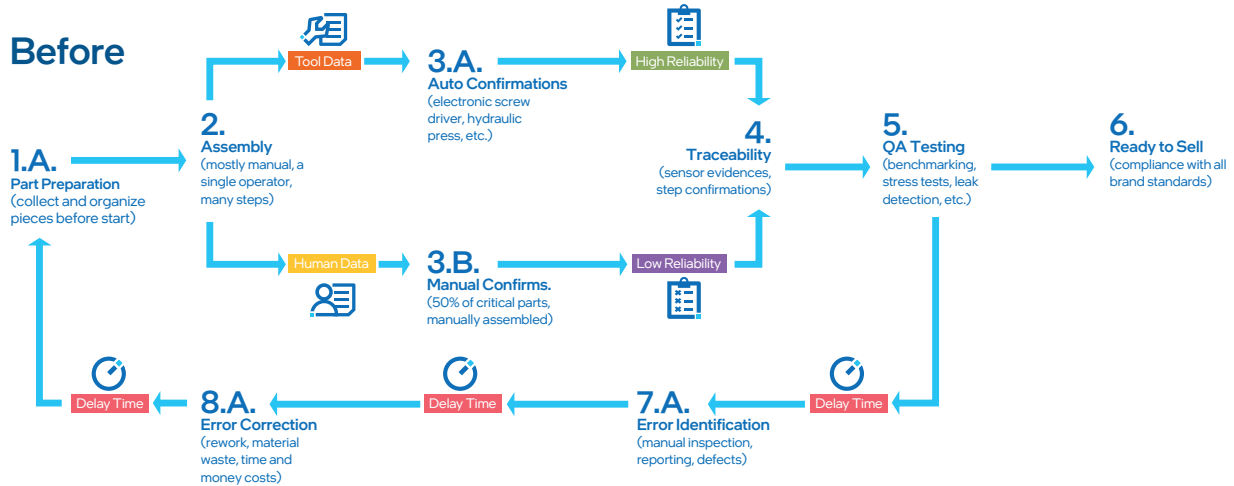 Before
1.A.
Part Preparation
(collect and organize
pieces before start)
2.
Assembly
(mostly manual, a
single operator,
many steps)
Tool Data
3.A.
Auto Confirmations
(electronic screw
driver, hydraulic
press, etc.)
High Reliability
Human Data
3.B.
Manual Confirms.
(50% of critical parts,
manually assembled)
Low Reliability
4.
Traceability
(sensor evidences,
step confirmations)
5.
QA Testing
(benchmarking,
stress tests, leak
detection, etc.)
6.
Ready to Sell
(compliance with all
brand standards)
Delay Time
7.A.
Error Identification
(manual inspection,
reporting, defects)
Delay Time
8.A.
Error Correction
(rework, material
waste, time and
money costs)
Delay Time